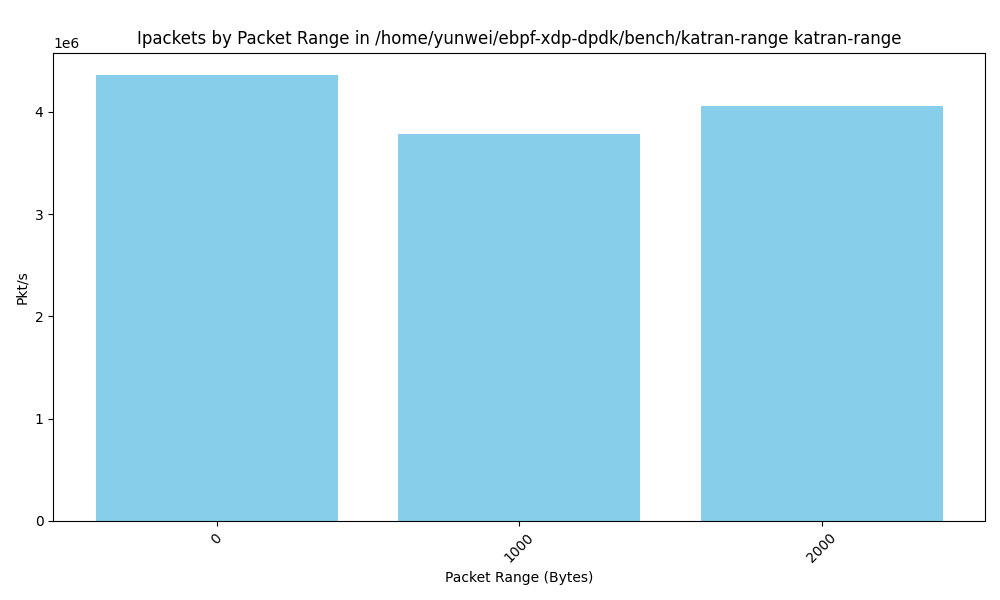 Ipackets by Packet Range in /home/yunwei/ebpf-xdp-dpdk/bench/katran-range katran-range
1e6
4
3
2
1
0
Pkt/s
0
1000
2000
Packet Range (Bytes)